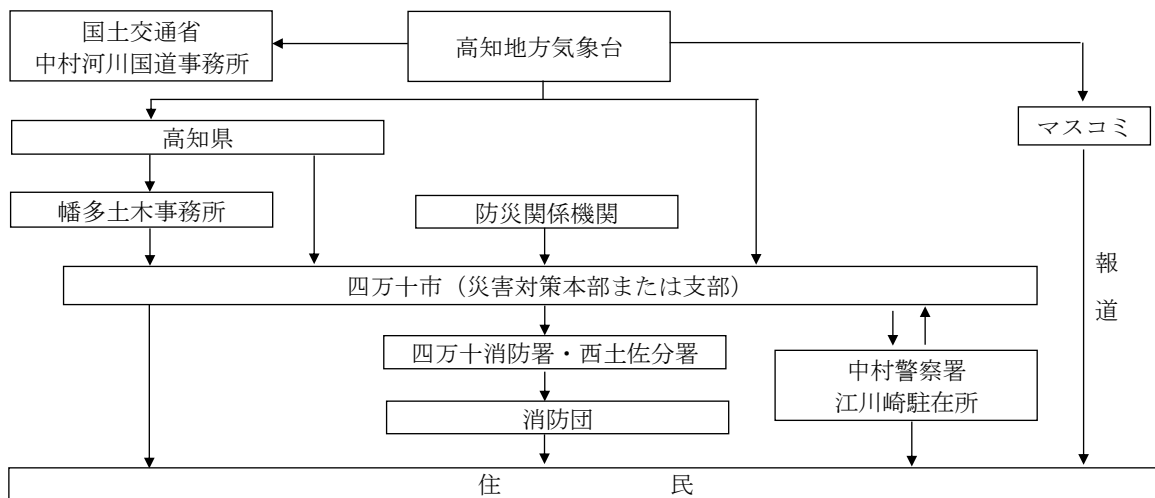 国土交通省
中村河川国道事務所
高知地方気象台
高知県
マスコミ
幡多土木事務所
防災関係機関
報道
四万十市（災害対策本部または支部）
四万十消防署・西土佐分署
中村警察署
江川崎駐在所
消防団
住　民